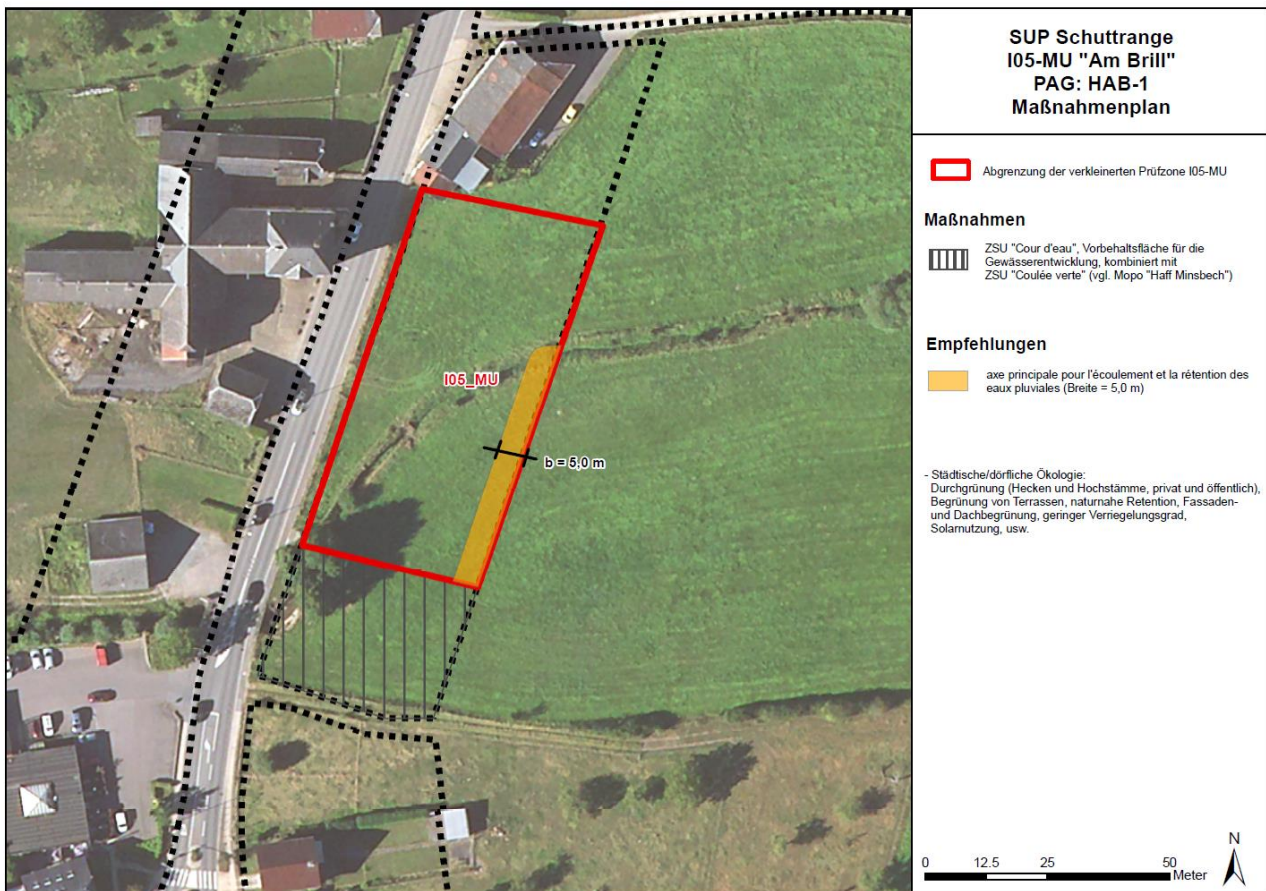 SUP Schuttrange
I05-MU "Am Brill"
PAG: HAB-1
Maßnahmenplan
Abgrenzung der verkleinerten Prüfzone I05-MU
Maßnahmen
ZSU "Cour d'eau", Vorbehaltsfläche für die
Gewässerentwicklung, kombiniert mit
ZSU "Coulée verte" (vgl. Mopo "Haff Minsbech")
Empfehlungen
axe principale pour l'écoulement et la rétention des
eaux pluviales (Breite = 5,0 m)
- Städtische/dörfliche Ökologie:
Durchgrünung (Hecken und Hochstämme, privat und öffentlich),
Begrünung von Terrassen, naturnahe Retention, Fassaden-
und Dachbegrünung, geringer Verriegelungsgrad,
Solarnutzung, usw.
I05_MU
b = 5,0 m
N
0 12.5 25 50
Meter